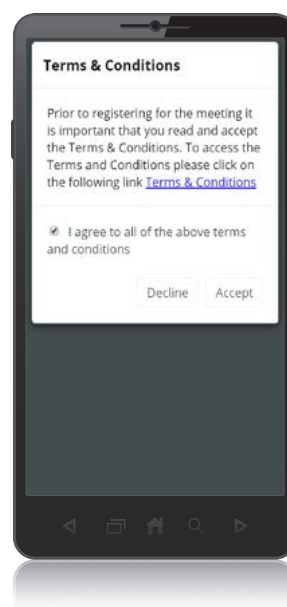 Terms & Conditions
Prior to registering for the meeting it
is important that you read and accept
the Terms & Conditions. To access the
Terms and Conditions please click on
the following link Terms & Conditions
I agree to all of the above terms
and conditions
Decline Accept